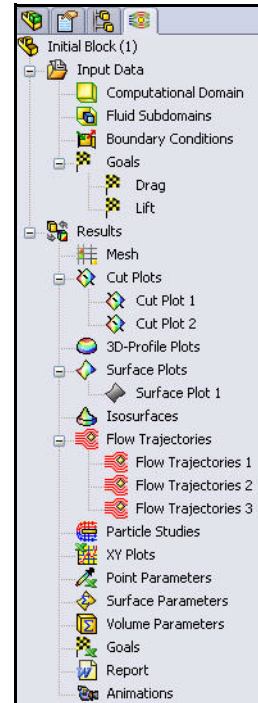 Initial Block (1)
Input Data
Computational Domain
Fluid Subdomains
Boundary Conditions
Goals
Drag
Lift
Results
Mesh
Cut Plots
Cut Plot 1
Cut Plot 2
3D-Profile Plots
Surface Plots
Surface Plot 1
Isosurfaces
Flow Trajectories
Flow Trajectories 1
Flow Trajectories 2
Flow Trajectories 3
Particle Studies
XY Plots
Point Parameters
Surface Parameters
Volume Parameters
Goals
Report
Animations